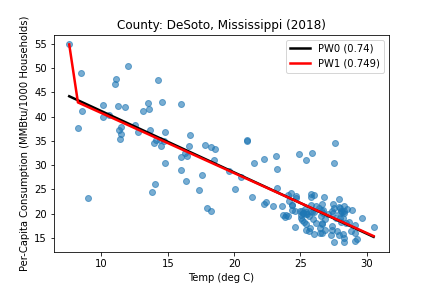 County: DeSoto, Mississippi (2018)
PW0 (0.74)
PW1 (0.749)
Per-Capita Consumption (MMBtu/1000 Households)
55
50
45
40
35
30
25
20
15
10 15 20 25 30
Temp (deg C)